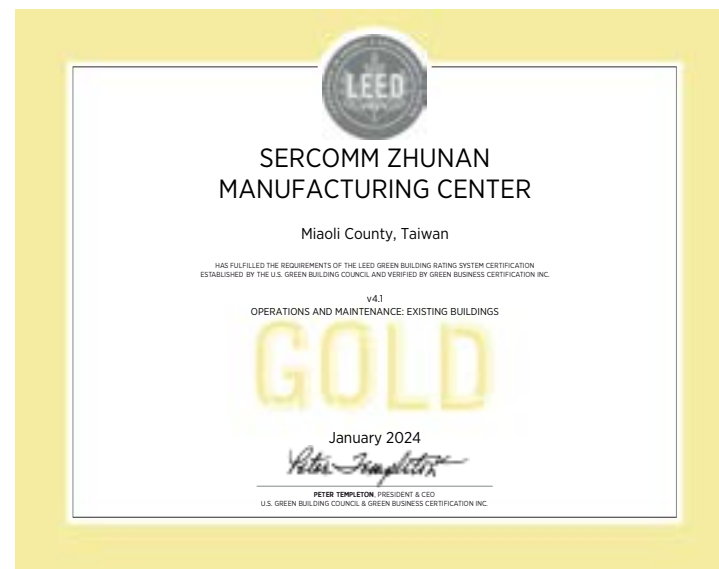 LEED
SERCOMM ZHUNAN
MANUFACTURING CENTER
Miaoli County, Taiwan
HAS FULFILLED THE REQUIREMENTS OF THE LEED GREEN BUILDING RATING SYSTEM CERTIFICATION
ESTABLISHED BY THE U.S. GREEN BUILDING COUNCIL AND VERIFIED BY GREEN BUSINESS CERTIFICATION INC.
v4.1
OPERATIONS AND MAINTENANCE: EXISTING BUILDINGS
GOLD
January 2024
Peter Templeton
PETER TEMPLETON, PRESIDENT & CEO
U.S. GREEN BUILDING COUNCIL & GREEN BUSINESS CERTIFICATION INC.